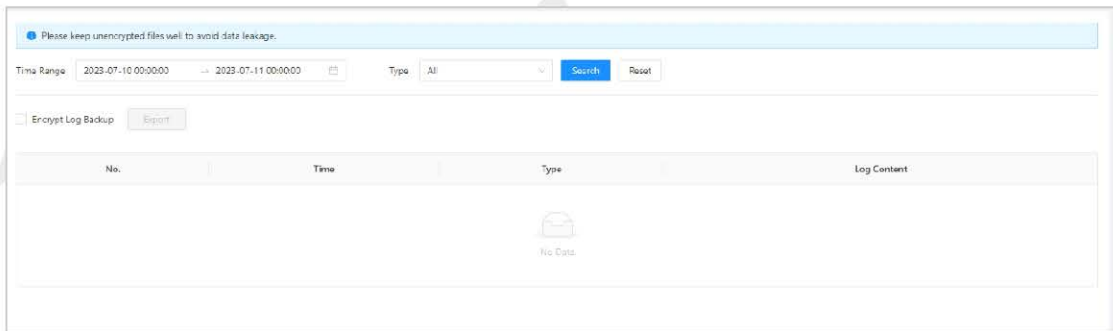 Please keep unencrypted files well to avoid data leakage.
Time Range 2023-07-10 00:00:00 → 2023-07-11 00:00:00 Type All Search Reset
Encrypt Log Backup Export
No. Time Type Log Content
No Data